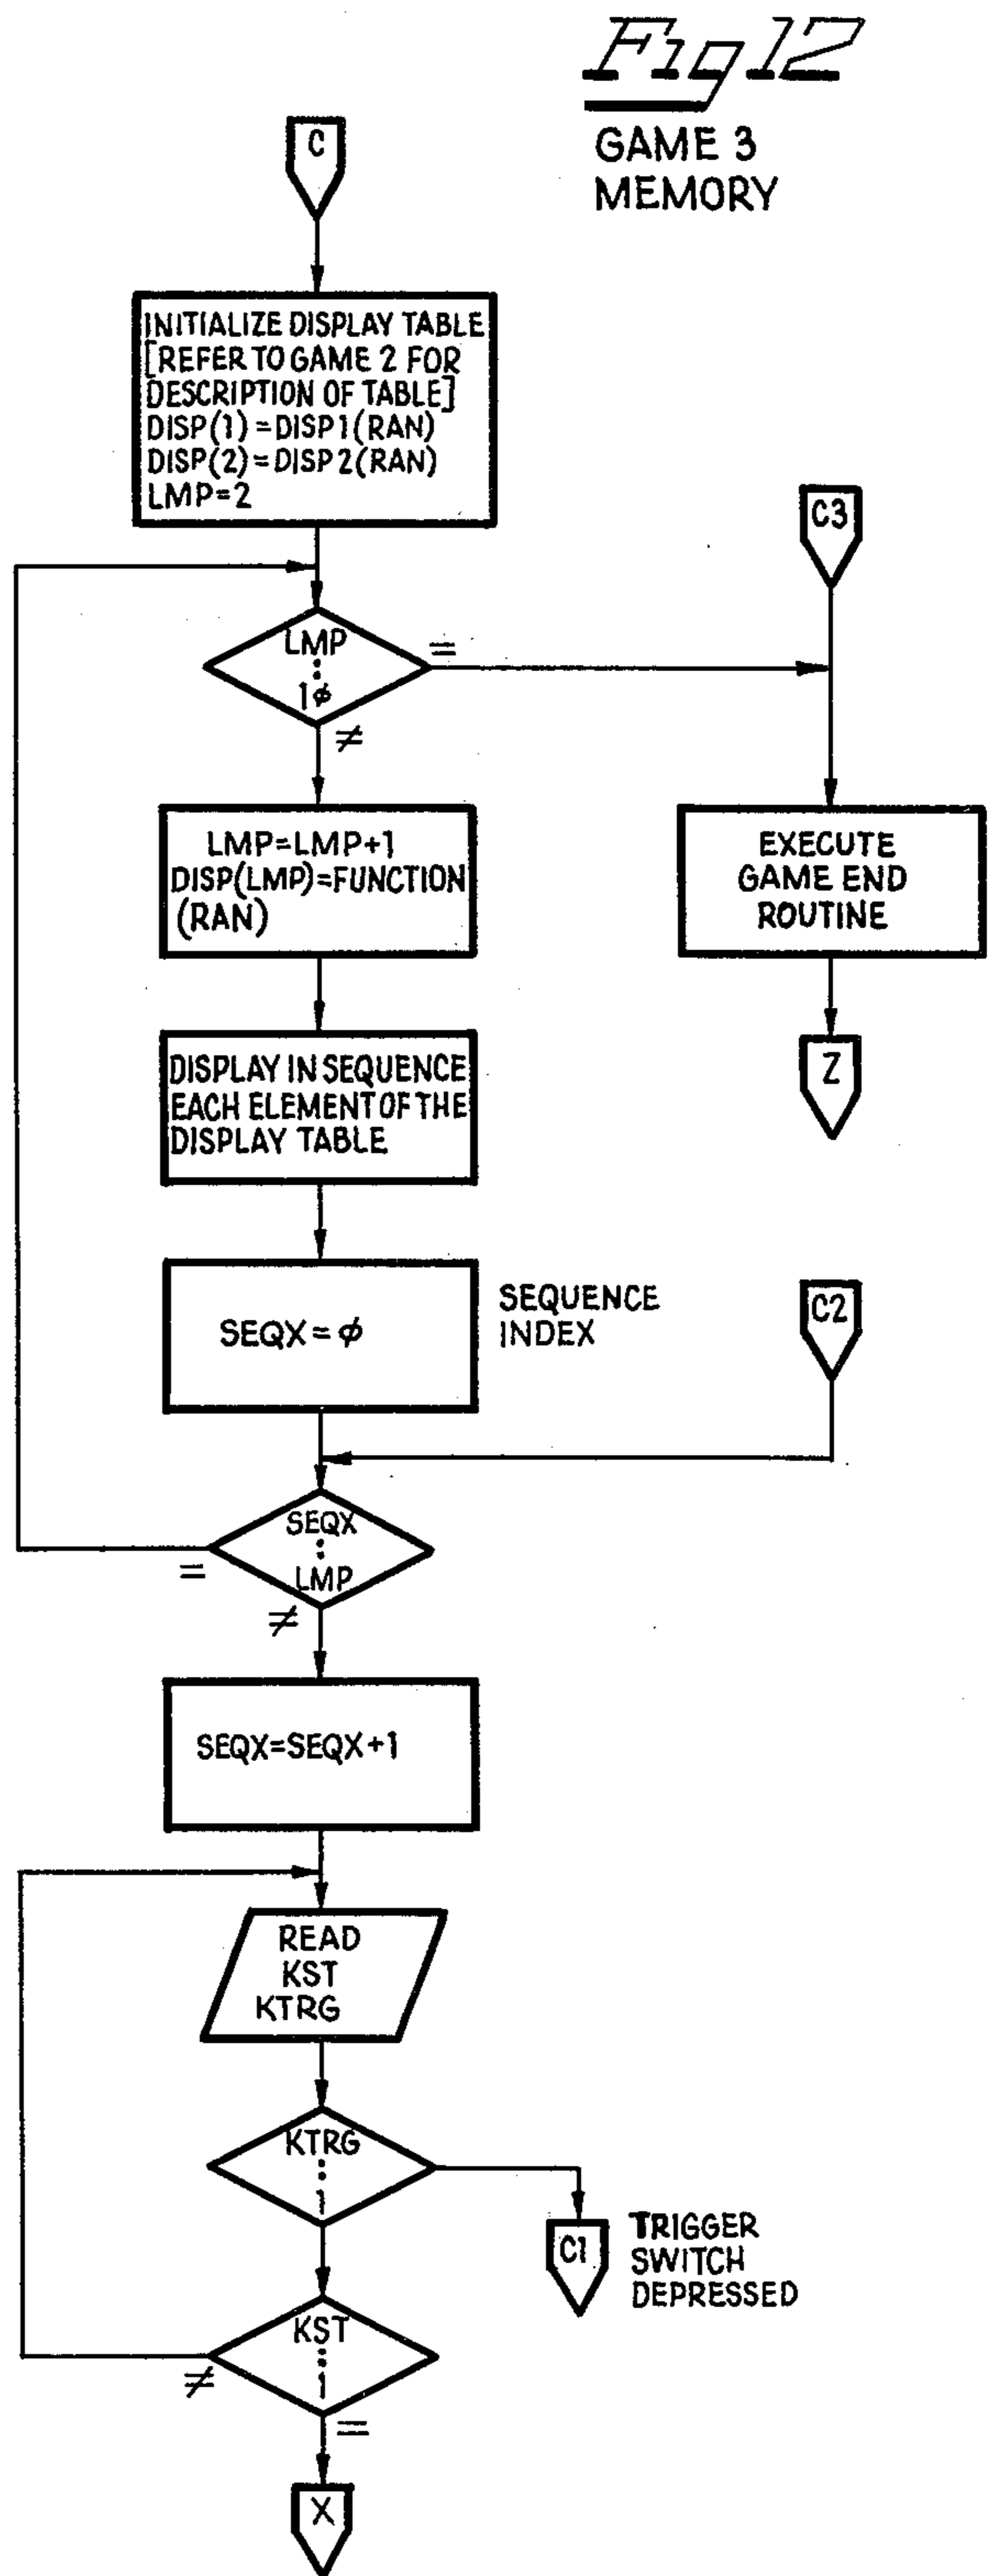 Fig 12
GAME 3
MEMORY
C
INITIALIZE DISPLAY TABLE
[REFER TO GAME 2 FOR
DESCRIPTION OF TABLE]
DISP(1)=DISP1(RAN)
DISP(2)=DISP2(RAN)
LMP=2
C3
LMP
:
1ϕ
=
≠
LMP=LMP+1
DISP(LMP)=FUNCTION
(RAN)
EXECUTE
GAME END
ROUTINE
DISPLAY IN SEQUENCE
EACH ELEMENT OF THE
DISPLAY TABLE
Z
SEQX=ϕ
SEQUENCE
INDEX
C2
SEQX
:
LMP
=
≠
SEQX=SEQX+1
READ
KST
KTRG
KTRG
:
1
C1
TRIGGER
SWITCH
DEPRESSED
KST
:
1
≠
=
X